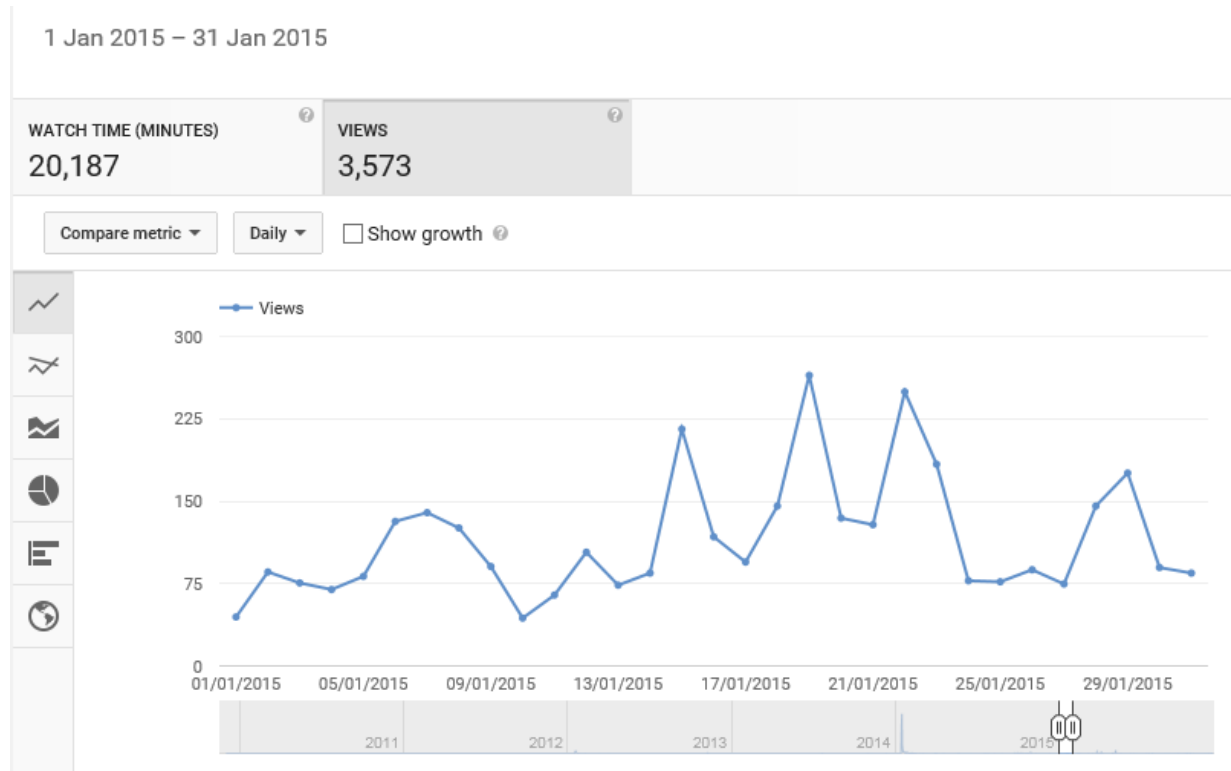 1 Jan 2015 – 31 Jan 2015
WATCH TIME (MINUTES) ?
20,187
VIEWS ?
3,573
Compare metric Daily Show growth ?
Views
300
225
150
75
0
01/01/2015 05/01/2015 09/01/2015 13/01/2015 17/01/2015 21/01/2015 25/01/2015 29/01/2015
2011 2012 2013 2014 2015